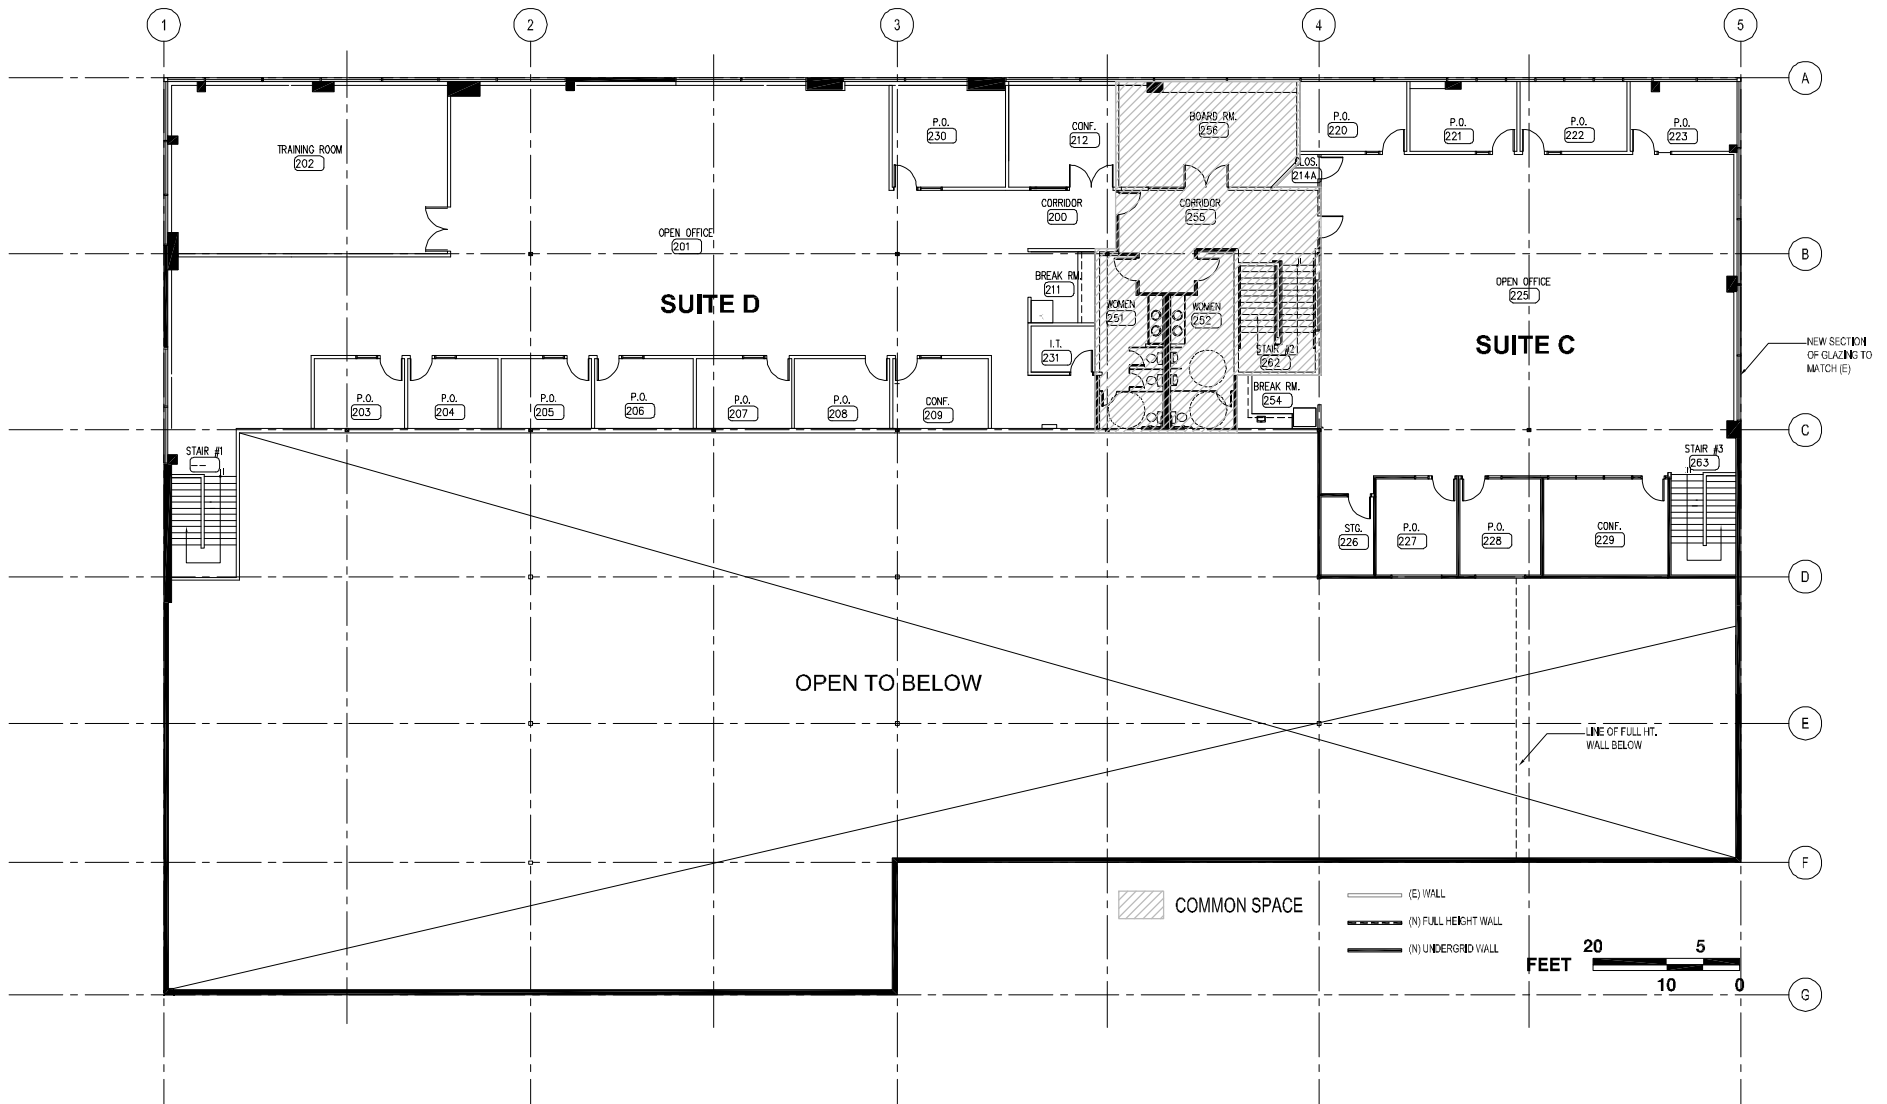 1
2
3
4
5
A
BOARD RM.
256
P.O.
230
CONF.
212
P.O.
220
P.O.
221
P.O.
222
P.O.
223
TRAINING ROOM
202
CLOS.
214A
CORRIDOR
200
CORRIDOR
255
OPEN OFFICE
201
B
BREAK RM.
211
OPEN OFFICE
225
SUITE D
WOMEN
251
WOMEN
252
SUITE C
I.T.
231
STAIR #2
262
NEW SECTION
OF GLAZING TO
MATCH (E)
BREAK RM.
254
P.O.
203
P.O.
204
P.O.
205
P.O.
206
P.O.
207
P.O.
208
CONF.
209
C
STAIR #1
---
STAIR #3
263
STG.
226
P.O.
227
P.O.
228
CONF.
229
D
OPEN TO BELOW
E
LINE OF FULL HT.
WALL BELOW
F
COMMON SPACE
(E) WALL
(N) FULL HEIGHT WALL
(N) UNDERGRID WALL
20 5
FEET
10 0
G